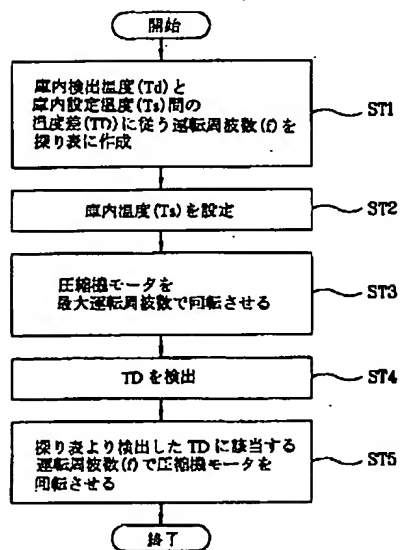 開始
庫内検出温度(Td)と
庫内設定温度(Ts)間の
温度差(TD)に従う運転周波数(f)を
探り表に作成
ST1
庫内温度(Ts)を設定
ST2
圧縮機モータを
最大運転周波数で回転させる
ST3
TDを検出
ST4
探り表より検出したTDに該当する
運転周波数(f)で圧縮機モータを
回転させる
ST5
終了